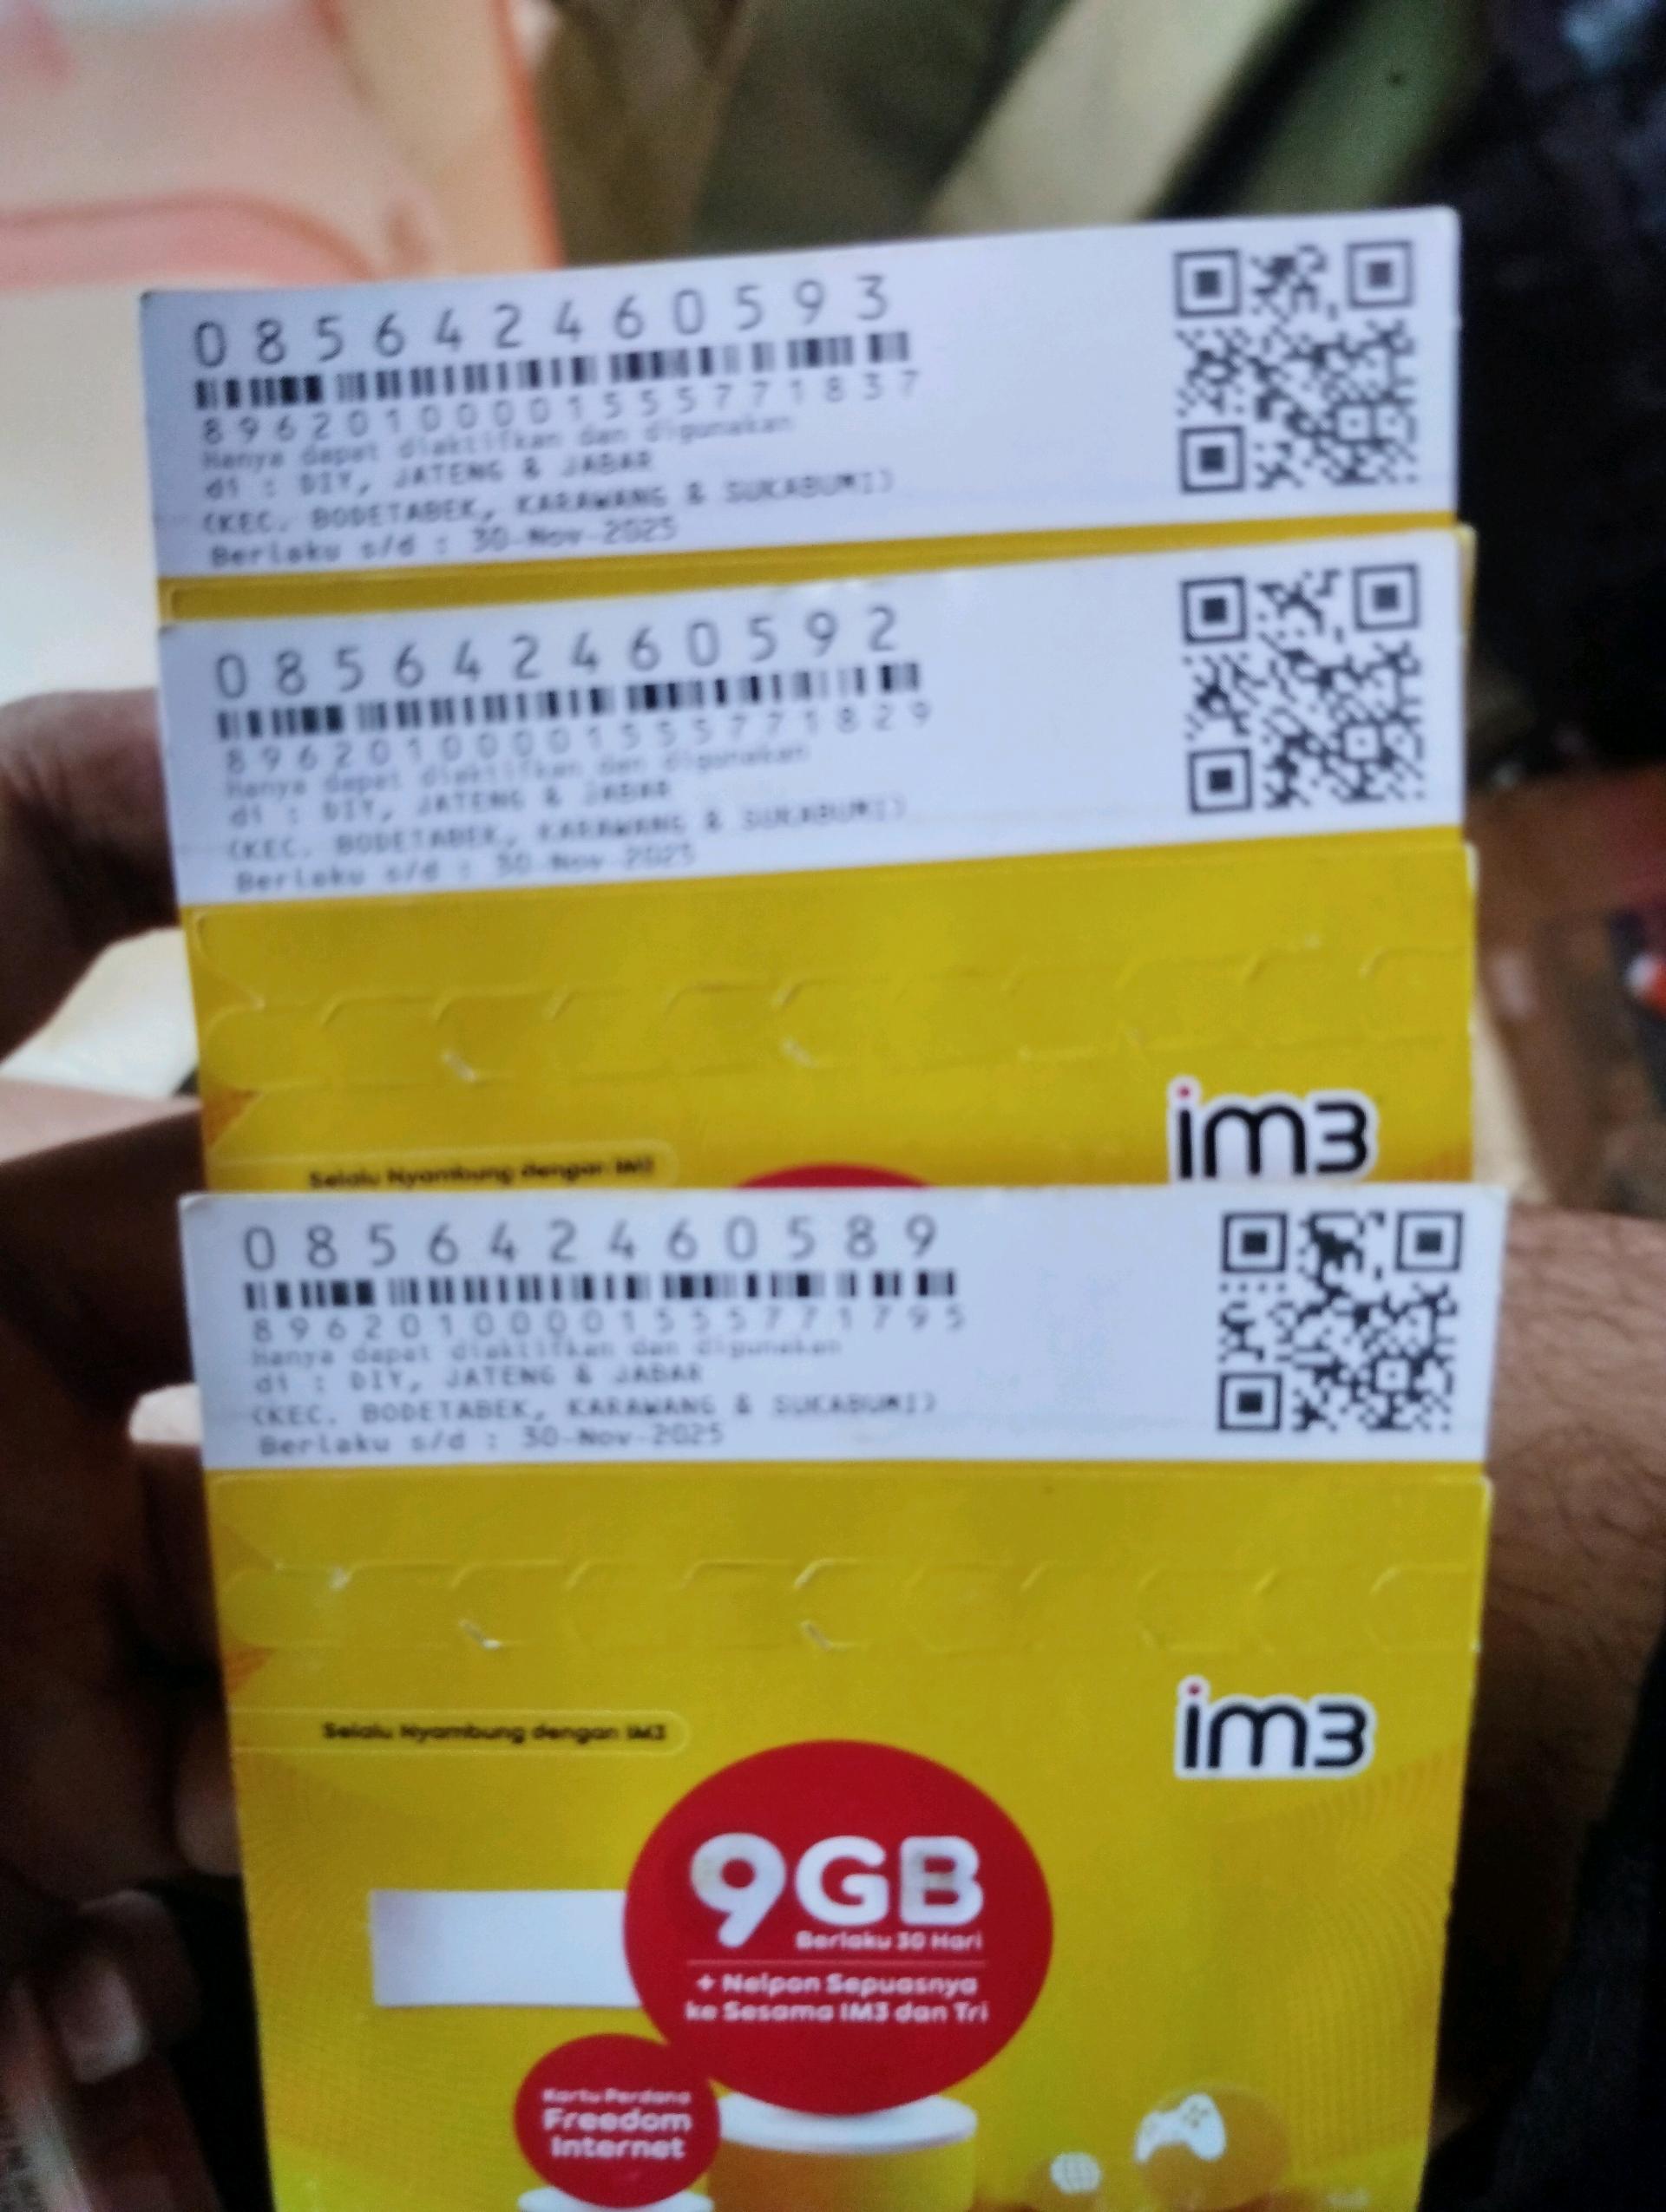 085642460593
8962010000155771837
Hanya dapat diaktifkan dan digunakan
di : DIY, JATENG & JABAR
(KEC. BODETABEK, KARAWANG & SUKABUMI)
Berlaku s/d : 30-Nov-2025
085642460592
8962010000155771829
Hanya dapat diaktifkan dan digunakan
di : DIY, JATENG & JABAR
(KEC. BODETABEK, KARAWANG & SUKABUMI)
Berlaku s/d : 30-Nov-2025
im3
Selalu Nyambung dengan IM3
085642460589
8962010000155771795
Hanya dapat diaktifkan dan digunakan
di : DIY, JATENG & JABAR
(KEC. BODETABEK, KARAWANG & SUKABUMI)
Berlaku s/d : 30-Nov-2025
im3
Selalu Nyambung dengan IM3
9GB
Berlaku 30 Hari
+ Nelpon Sepuasnya
ke Sesama IM3 dan Tri
Kartu Perdana
Freedom
Internet